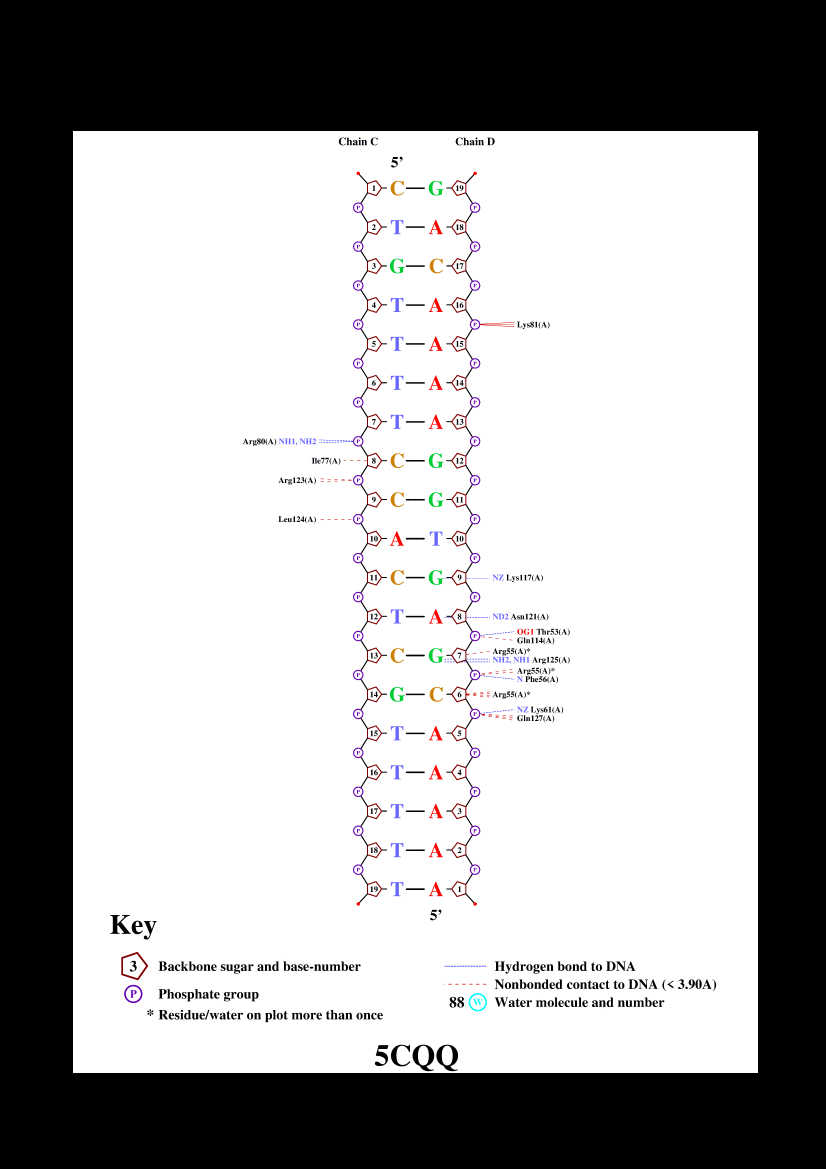 Chain C Chain D
5’
1 C G 19
P P
2 T A 18
P P
3 G C 17
P P
4 T A 16
P P Lys81(A)
5 T A 15
P P
6 T A 14
P P
7 T A 13
Arg80(A) NH1, NH2 P P
Ile77(A) 8 C G 12
Arg123(A) P P
9 C G 11
Leu124(A) P P
10 A T 10
P P
11 C G 9 NZ Lys117(A)
P P
12 T A 8 ND2 Asn121(A)
P P OG1 Thr53(A)
Gln114(A)
Arg55(A)*
13 C G 7 NH2, NH1 Arg125(A)
Arg55(A)*
P P N Phe56(A)
14 G C 6 Arg55(A)*
P P NZ Lys61(A)
Gln127(A)
15 T A 5
P P
16 T A 4
P P
17 T A 3
P P
18 T A 2
P P
19 T A 1
5’
Key
3 Backbone sugar and base-number
P Phosphate group
* Residue/water on plot more than once
Hydrogen bond to DNA
Nonbonded contact to DNA (< 3.90A)
88 W Water molecule and number
5CQQ